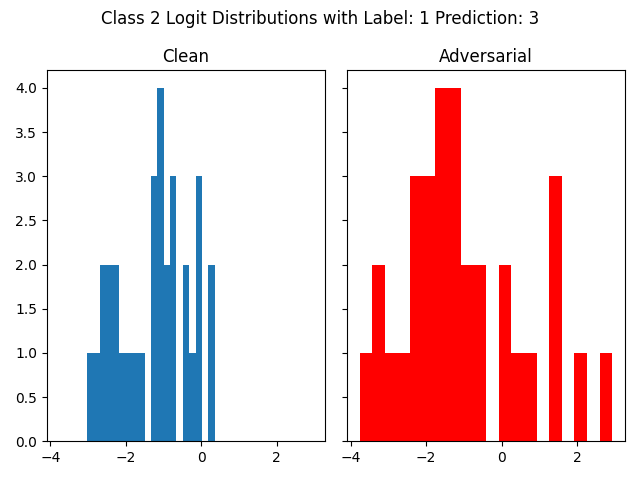 Class 2 Logit Distributions with Label: 1 Prediction: 3
Clean
Adversarial
4.0
3.5
3.0
2.5
2.0
1.5
1.0
0.5
0.0
−4 −2 0 2
−4 −2 0 2